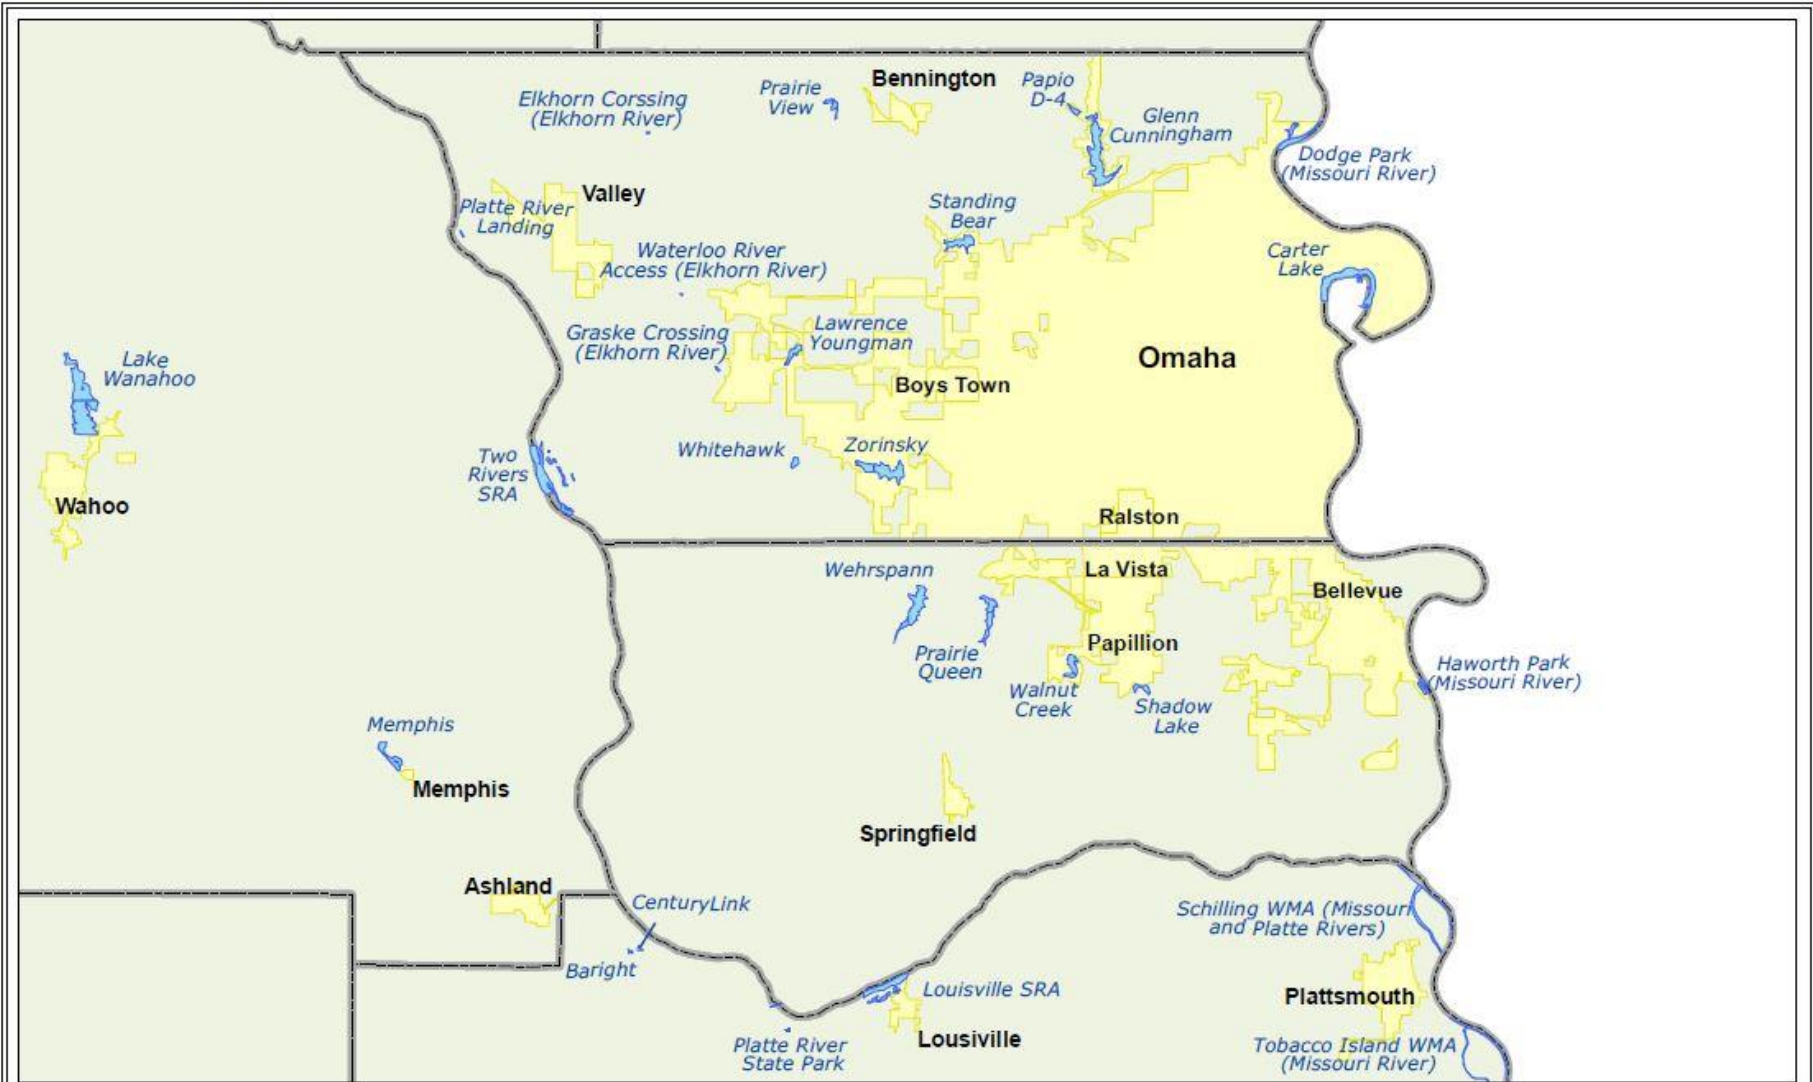 Bennington
Papio
D-4
Prairie
View
Elkhorn Corssing
(Elkhorn River)
Glenn
Cunningham
Dodge Park
(Missouri River)
Valley
Platte River
Landing
Standing
Bear
Waterloo River
Access (Elkhorn River)
Carter
Lake
Graske Crossing
(Elkhorn River)
Lawrence
Youngman
Omaha
Lake
Wanahoo
Boys Town
Whitehawk
Zorinsky
Two
Rivers
SRA
Wahoo
Ralston
Wehrspann
La Vista
Bellevue
Papillion
Prairie
Queen
Haworth Park
(Missouri River)
Walnut
Creek
Shadow
Lake
Memphis
Memphis
Springfield
Ashland
CenturyLink
Schilling WMA (Missouri
and Platte Rivers)
Baright
Louisville SRA
Plattsmouth
Lousiville
Platte River
State Park
Tobacco Island WMA
(Missouri River)